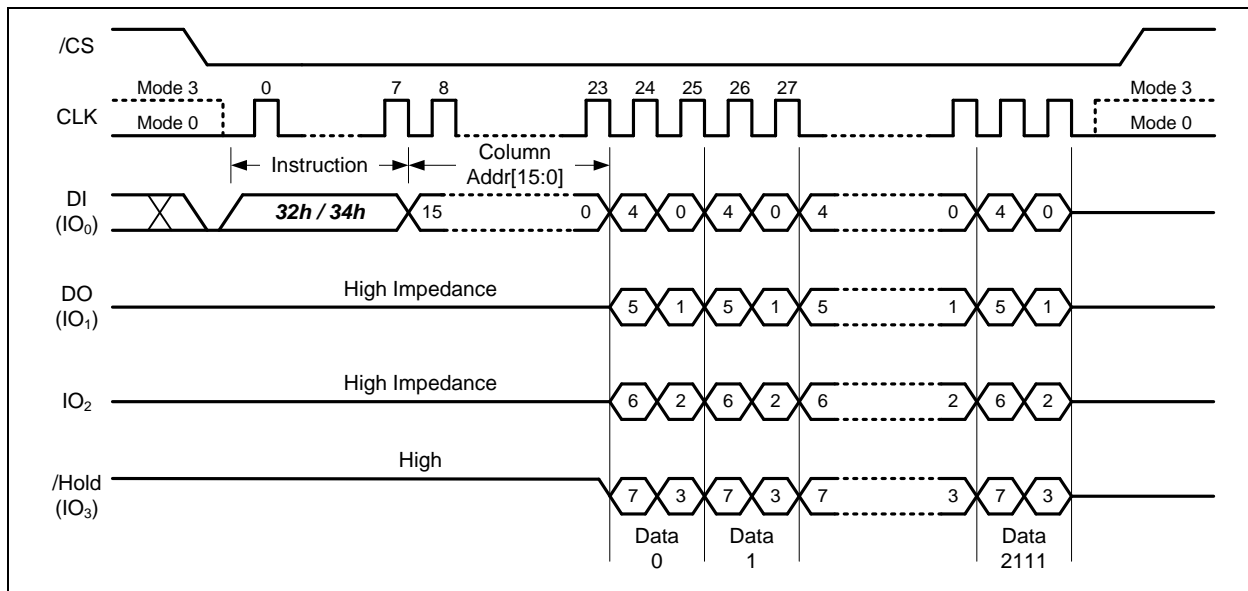 /CS
Mode 3 0 7 8 23 24 25 26 27 Mode 3
CLK
Mode 0 Mode 0
Instruction Column
Addr[15:0]
DI
(IO₀)
32h / 34h 15 0 4 0 4 0 4 0 4 0
High Impedance
DO
(IO₁)
5 1 5 1 5 1 5 1
High Impedance
IO₂ 6 2 6 2 6 2 6 2
High
/Hold
(IO₃)
7 3 7 3 7 3 7 3
Data Data Data
0 1 2111